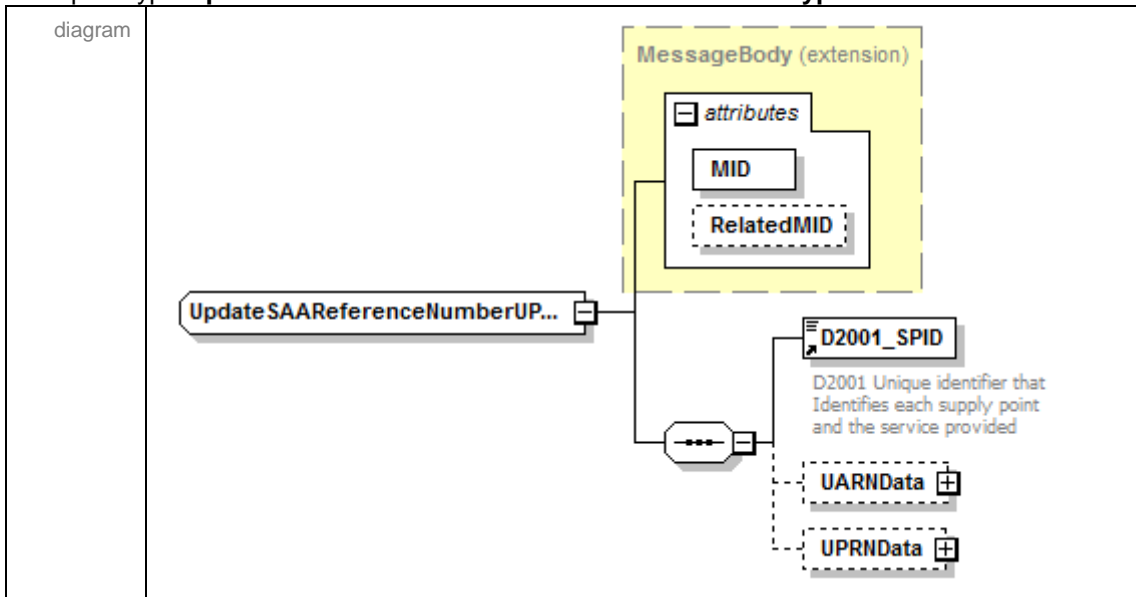 diagram
MessageBody (extension)
attributes
MID
RelatedMID
UpdateSAAReferenceNumberUP...
D2001_SPID
D2001 Unique identifier that
Identifies each supply point
and the service provided
UARNData
UPRNData